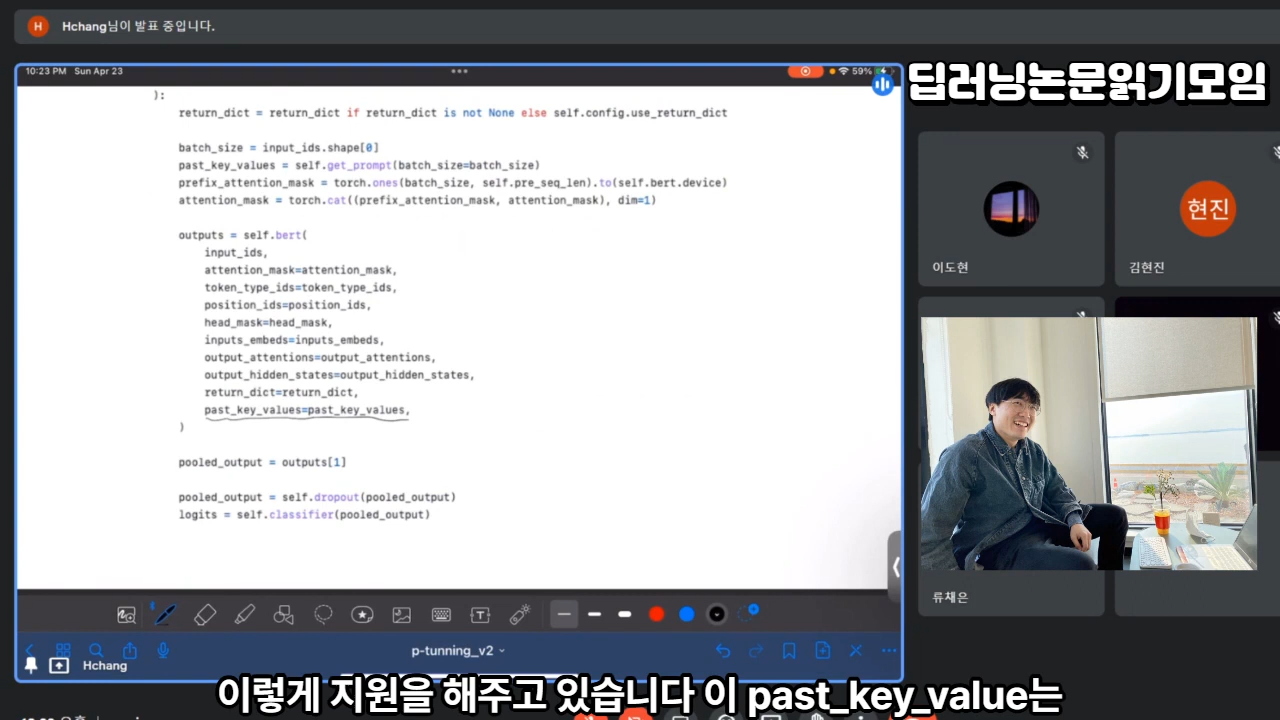 H Hchang님이 발표 중입니다.
10:23 PM Sun Apr 23
59%
딥러닝논문읽기모임
):
return_dict = return_dict if return_dict is not None else self.config.use_return_dict
batch_size = input_ids.shape[0]
past_key_values = self.get_prompt(batch_size=batch_size)
prefix_attention_mask = torch.ones(batch_size, self.pre_seq_len).to(self.bert.device)
attention_mask = torch.cat((prefix_attention_mask, attention_mask), dim=1)
outputs = self.bert(
input_ids,
attention_mask=attention_mask,
token_type_ids=token_type_ids,
position_ids=position_ids,
head_mask=head_mask,
inputs_embeds=inputs_embeds,
output_attentions=output_attentions,
output_hidden_states=output_hidden_states,
return_dict=return_dict,
past_key_values=past_key_values,
)
pooled_output = outputs[1]
pooled_output = self.dropout(pooled_output)
logits = self.classifier(pooled_output)
현진
이도현
김현진
류채은
p-tunning_v2
Hchang
이렇게 지원을 해주고 있습니다 이 past_key_value는